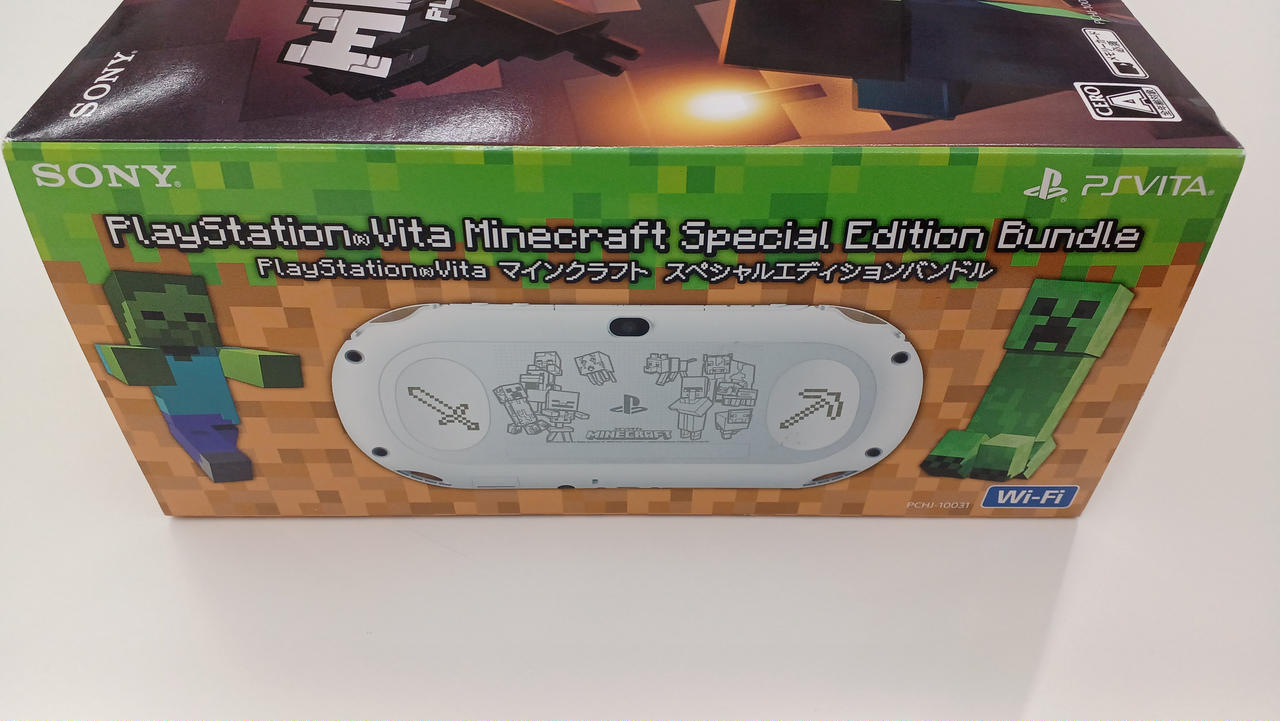 SONY
CERO
A
SONY®
PSVITA®
PlayStation®Vita Minecraft Special Edition Bundle
PlayStation®Vita マインクラフト スペシャルエディションバンドル
MINECRAFT
PCHJ-10031
Wi-Fi